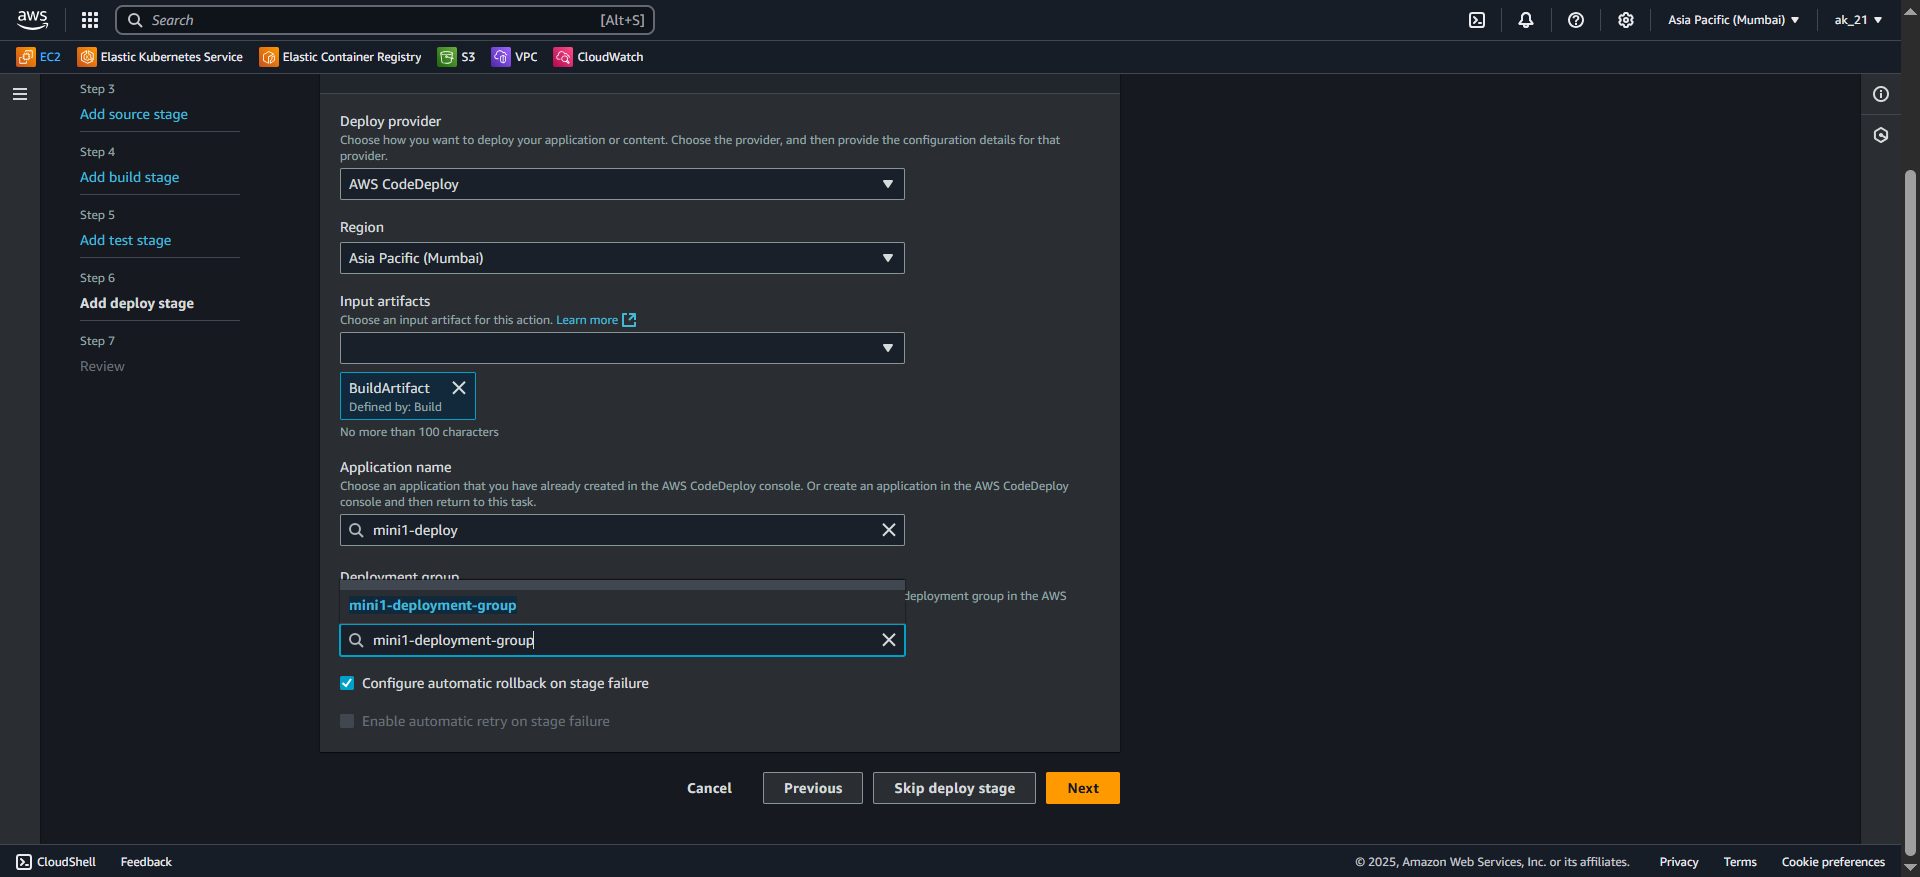 aws
Search
[Alt+S]
Asia Pacific (Mumbai)
ak_21
EC2
Elastic Kubernetes Service
Elastic Container Registry
S3
VPC
CloudWatch
Step 3
Add source stage
Step 4
Add build stage
Step 5
Add test stage
Step 6
Add deploy stage
Step 7
Review
Deploy provider
Choose how you want to deploy your application or content. Choose the provider, and then provide the configuration details for that
provider.
AWS CodeDeploy
Region
Asia Pacific (Mumbai)
Input artifacts
Choose an input artifact for this action. Learn more
BuildArtifact
Defined by: Build
No more than 100 characters
Application name
Choose an application that you have already created in the AWS CodeDeploy console. Or create an application in the AWS CodeDeploy
console and then return to this task.
mini1-deploy
Deployment group
deployment group in the AWS
mini1-deployment-group
mini1-deployment-group
Configure automatic rollback on stage failure
Enable automatic retry on stage failure
Cancel
Previous
Skip deploy stage
Next
CloudShell
Feedback
© 2025, Amazon Web Services, Inc. or its affiliates.
Privacy
Terms
Cookie preferences